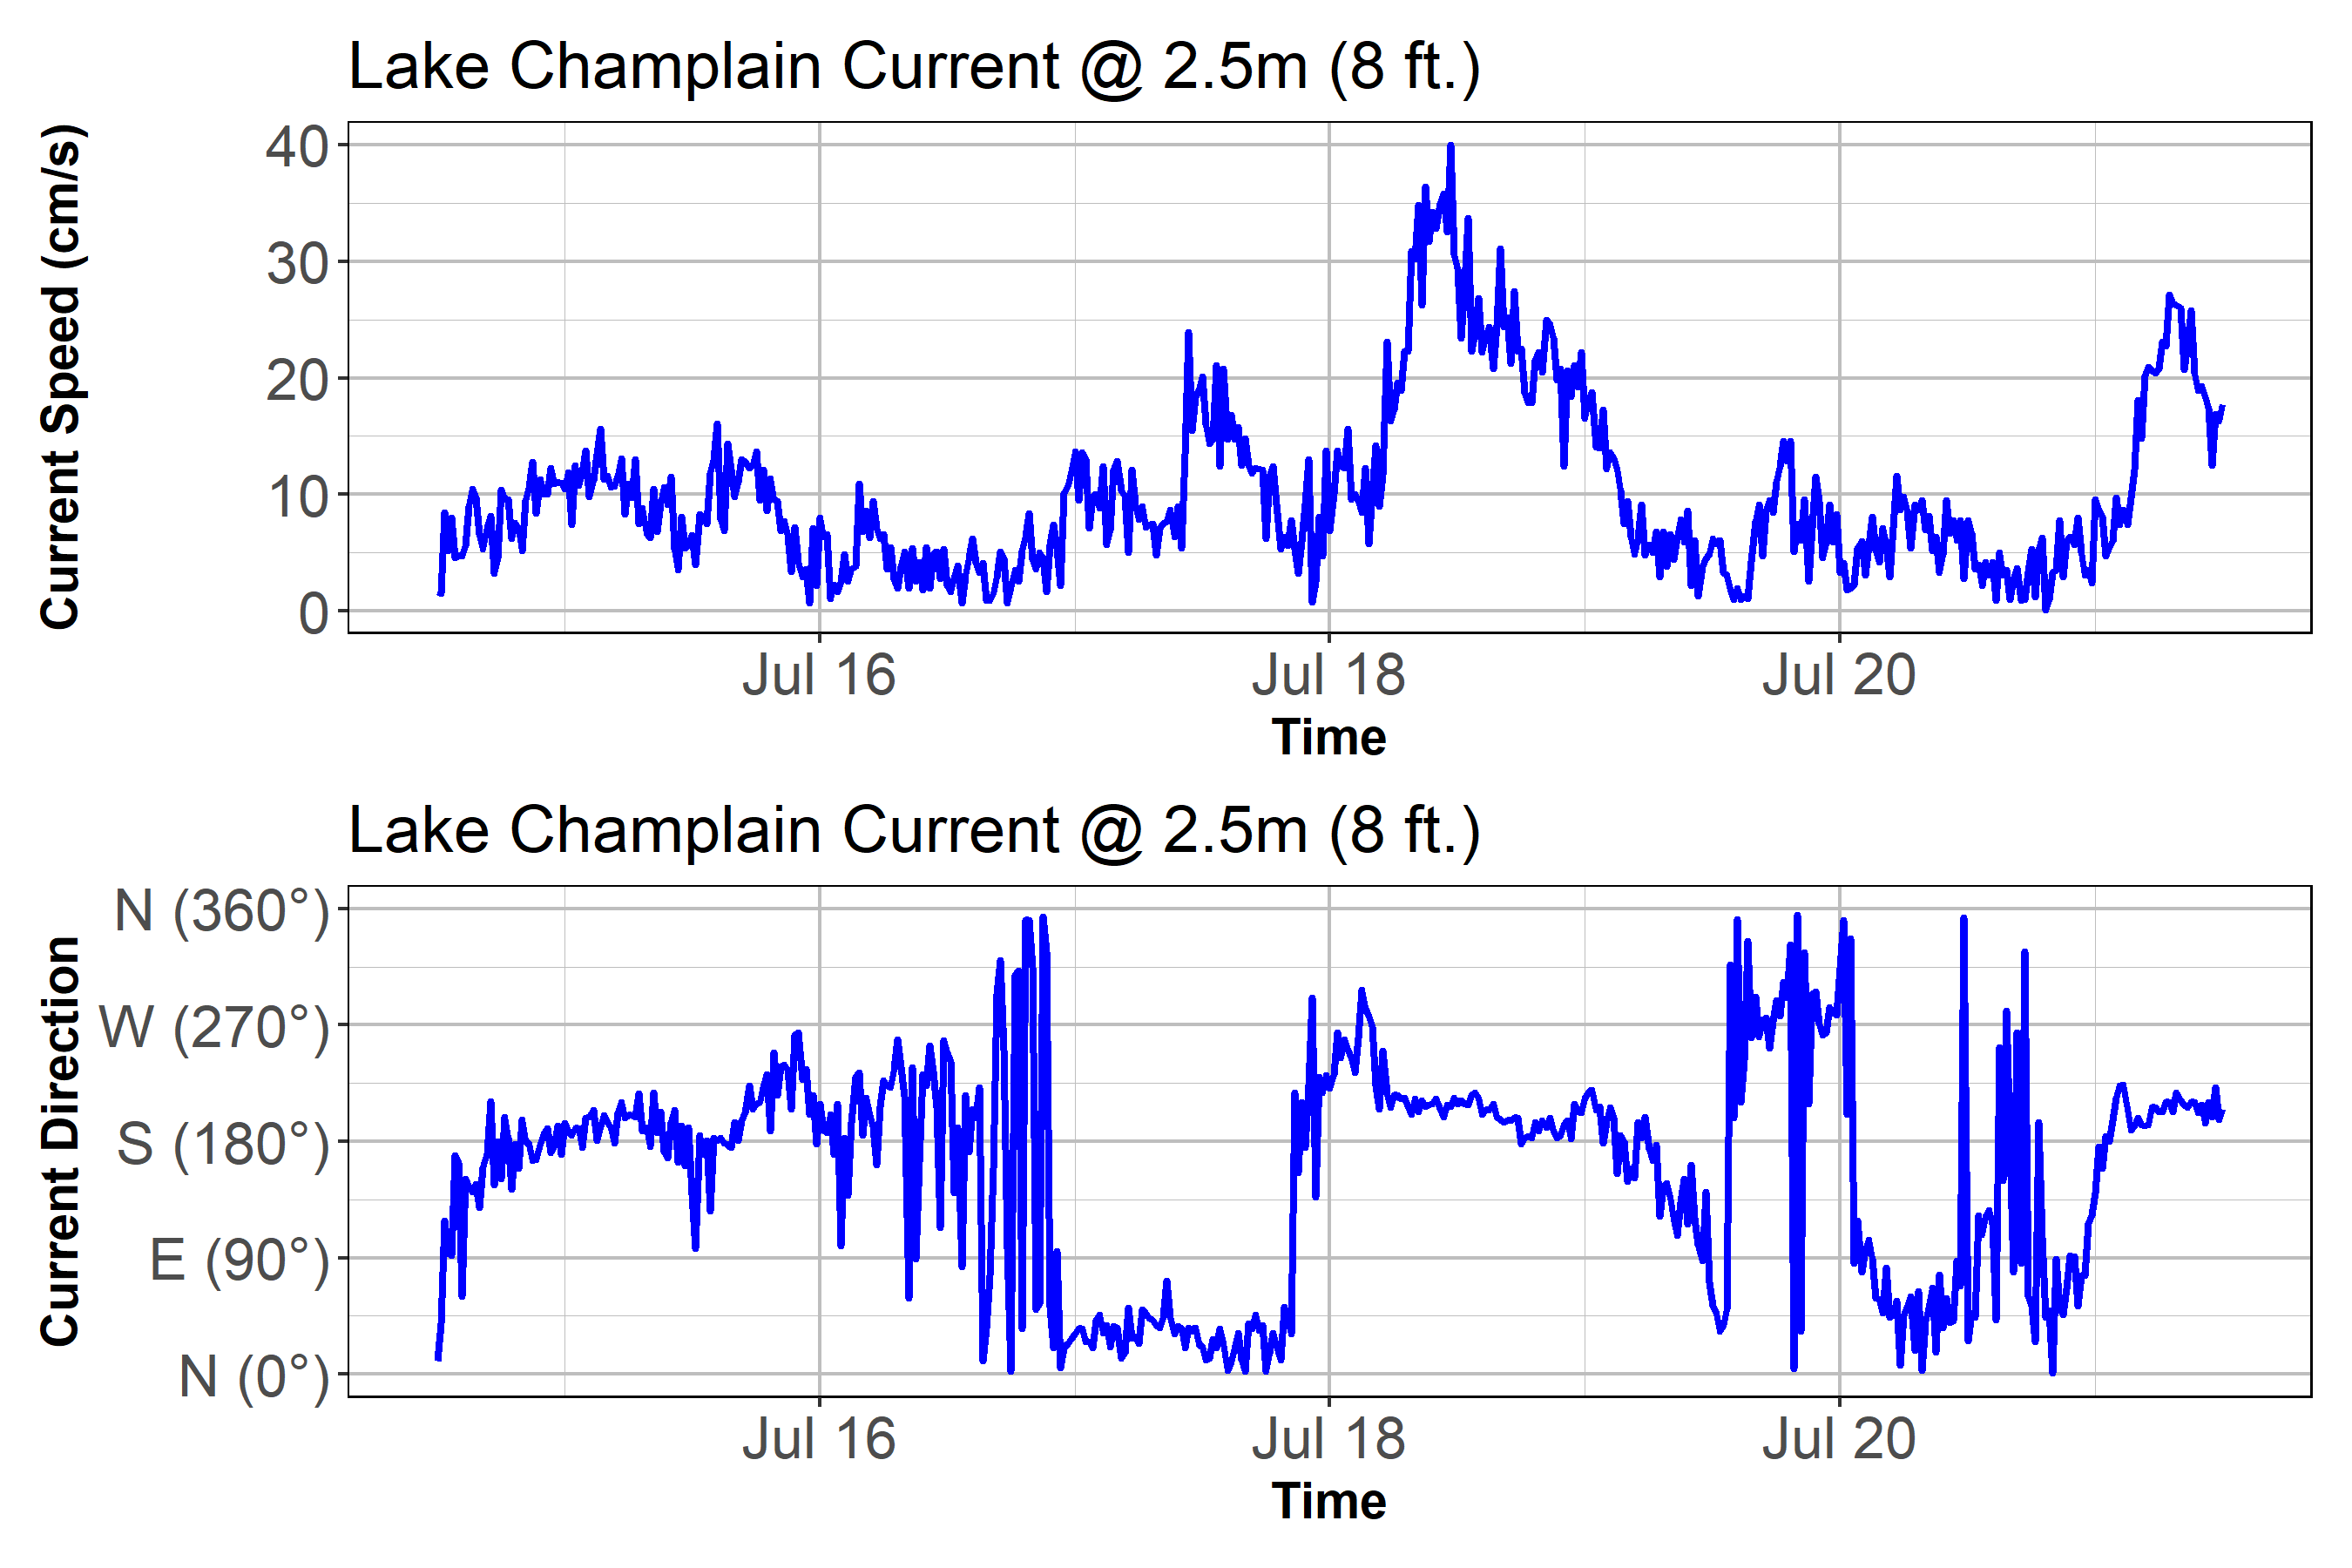 Lake Champlain Current @ 2.5m (8 ft.)
Current Speed (cm/s)
40
30
20
10
0
Jul 16
Jul 18
Jul 20
Time
Lake Champlain Current @ 2.5m (8 ft.)
Current Direction
N (360°)
W (270°)
S (180°)
E (90°)
N (0°)
Jul 16
Jul 18
Jul 20
Time